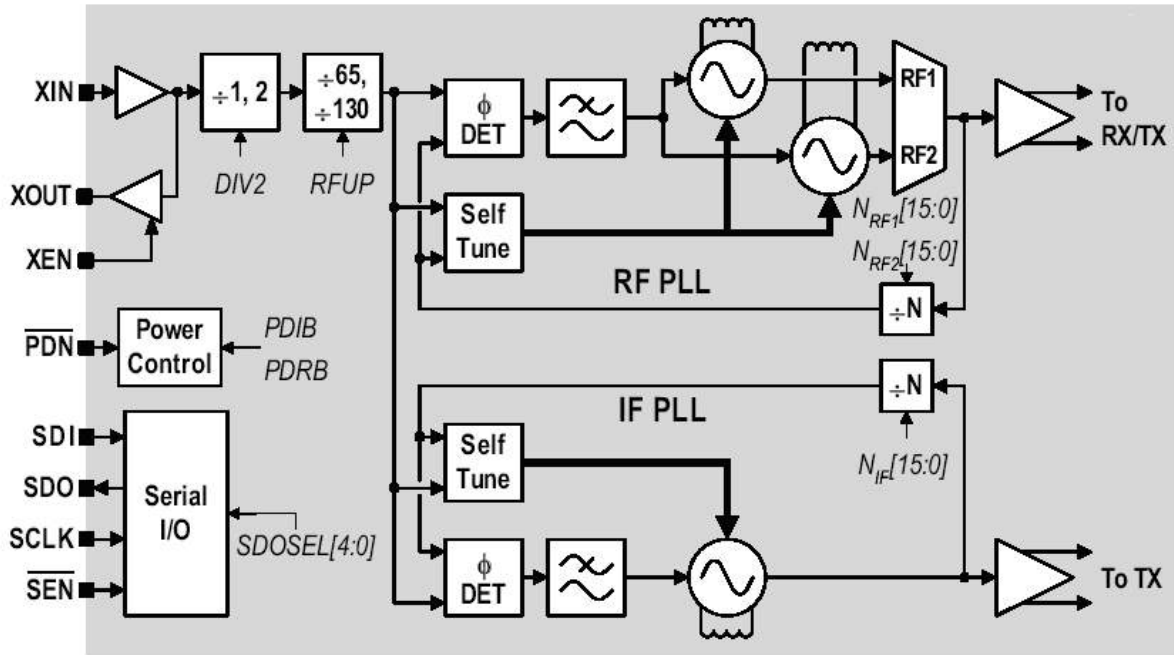 XIN
÷1, 2
÷65,
÷130
ϕ
DET
RF1
RF2
To
RX/TX
XOUT
DIV2
RFUP
XEN
Self
Tune
N_RF1[15:0]
N_RF2[15:0]
RF PLL
÷N
PDN
Power
Control
PDIB
PDRB
÷N
IF PLL
SDI
SDO
SCLK
SEN
Serial
I/O
SDOSEL[4:0]
Self
Tune
N_IF[15:0]
ϕ
DET
To TX